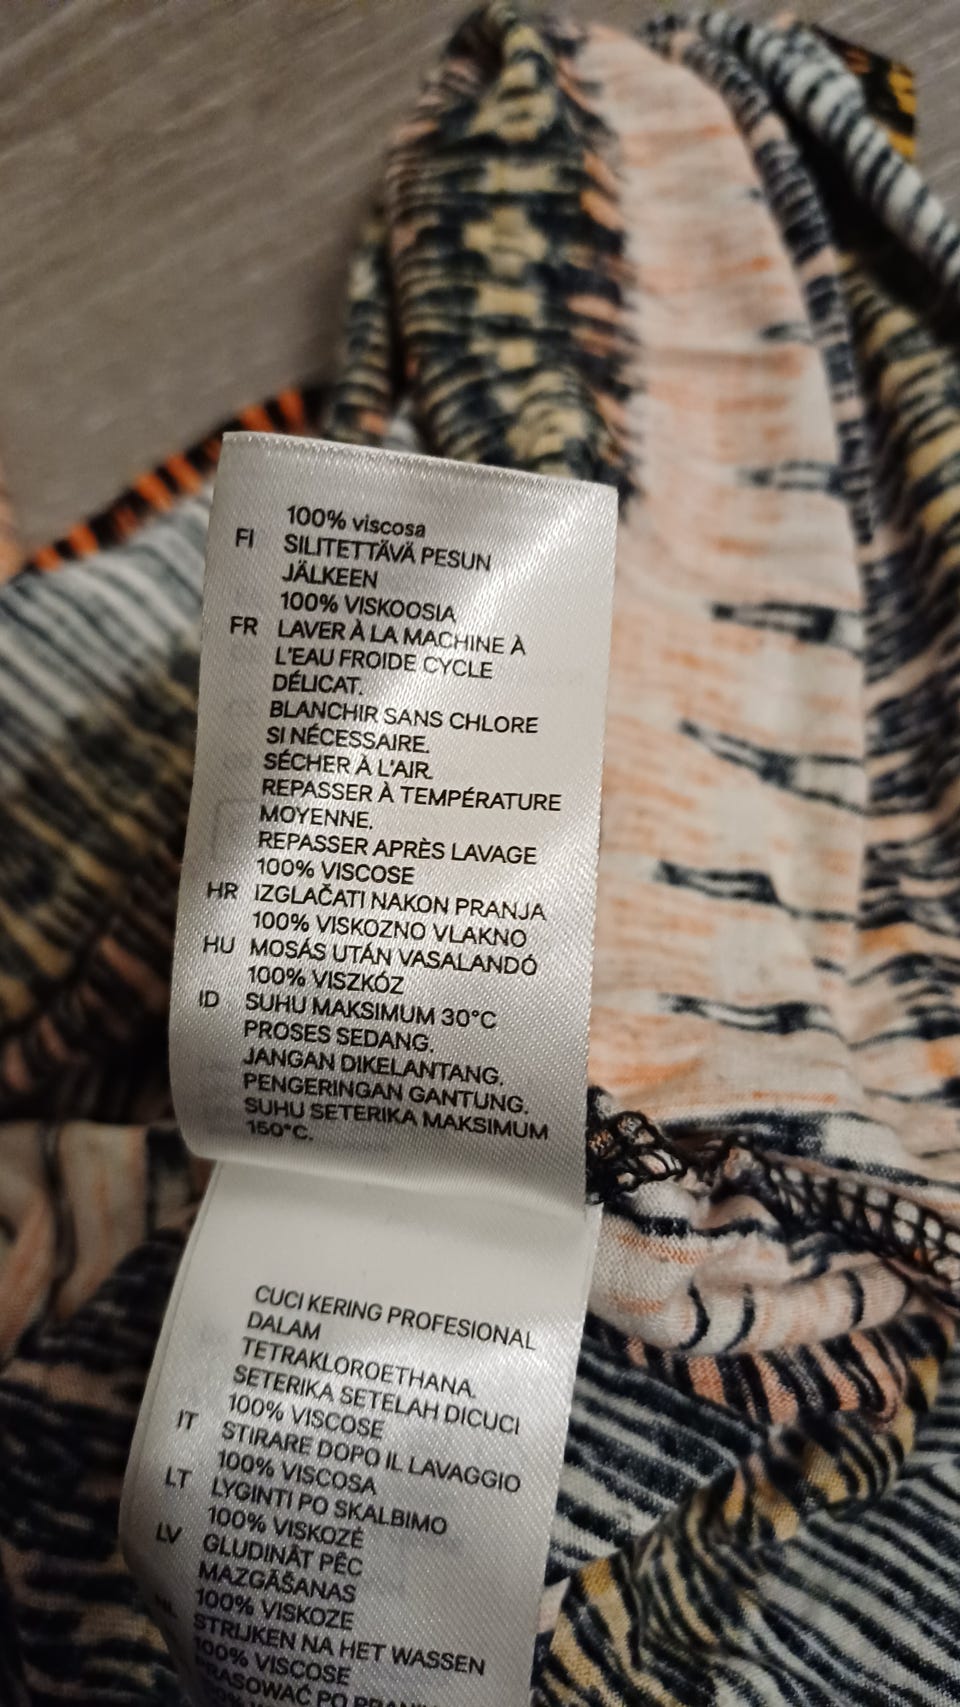 100% viscosa
FI SILITETTÄVÄ PESUN
JÄLKEEN
100% VISKOOSIA
FR LAVER À LA MACHINE À
L'EAU FROIDE CYCLE
DÉLICAT.
BLANCHIR SANS CHLORE
SI NÉCESSAIRE.
SÉCHER À L'AIR.
REPASSER À TEMPÉRATURE
MOYENNE.
REPASSER APRÈS LAVAGE
100% VISCOSE
HR IZGLAČATI NAKON PRANJA
100% VISKOZNO VLAKNO
HU MOSÁS UTÁN VASALANDÓ
100% VISZKÓZ
ID SUHU MAKSIMUM 30°C
PROSES SEDANG.
JANGAN DIKELANTANG.
PENGERINGAN GANTUNG.
SUHU SETERIKA MAKSIMUM
150°C.
CUCI KERING PROFESIONAL
DALAM
TETRAKLOROETHANA.
SETERIKA SETELAH DICUCI
100% VISCOSE
IT STIRARE DOPO IL LAVAGGIO
100% VISCOSA
LT LYGINTI PO SKALBIMO
100% VISKOZĖ
LV GLUDINĀT PĒC
MAZGĀŠANAS
100% VISKOZE
STRIJKEN NA HET WASSEN
100% VISCOSE
PO